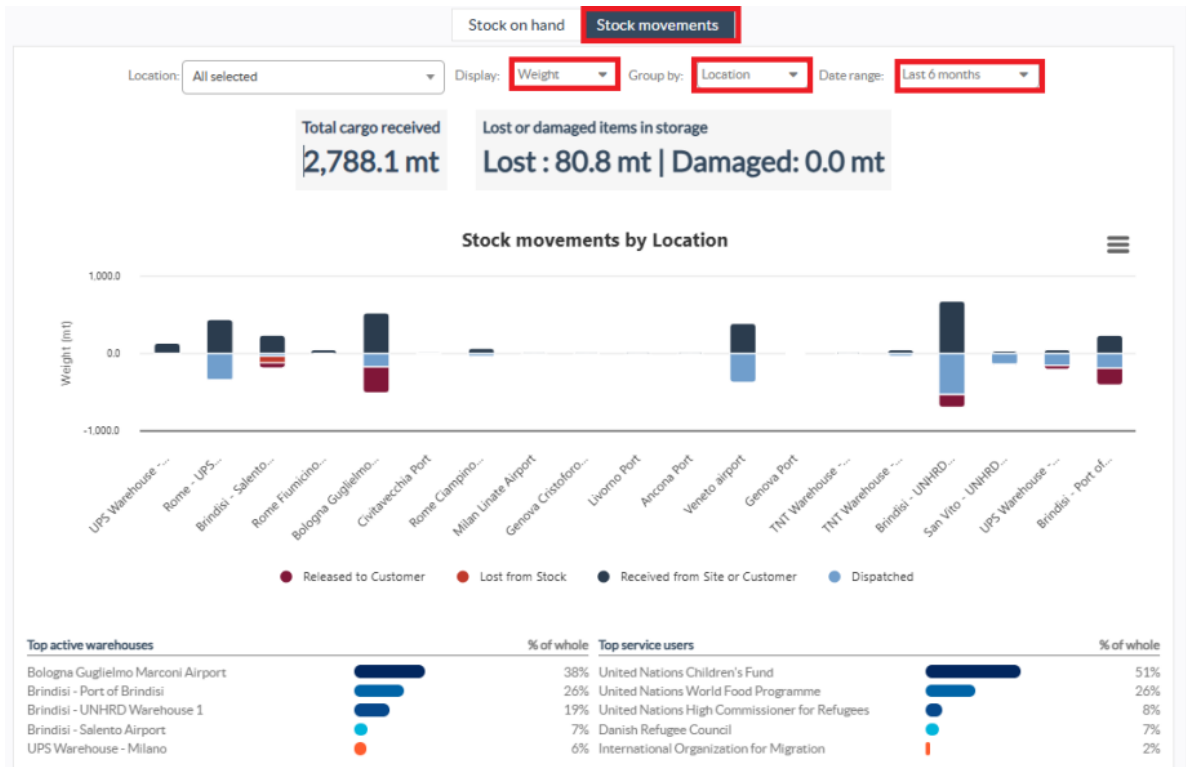 Stock on hand Stock movements
Location: All selected Display: Weight Group by: Location Date range: Last 6 months
Total cargo received Lost or damaged items in storage
2,788.1 mt Lost : 80.8 mt | Damaged: 0.0 mt
Stock movements by Location
1,000.0
0.0
-1,000.0
Weight (mt)
UPS Warehouse -...
Rome - UPS...
Brindisi - Salento...
Rome Fiumicino...
Bologna Guglielmo...
Civitavecchia Port
Rome Ciampino...
Milan Linate Airport
Genova Cristoforo...
Livorno Port
Ancona Port
Veneto airport
Genova Port
TNT Warehouse -...
TNT Warehouse -...
Brindisi - UNHRD...
San Vito - UNHRD...
UPS Warehouse -...
Brindisi - Port of...
Released to Customer Lost from Stock Received from Site or Customer Dispatched
Top active warehouses % of whole Top service users % of whole
Bologna Guglielmo Marconi Airport 38% United Nations Children's Fund 51%
Brindisi - Port of Brindisi 26% United Nations World Food Programme 26%
Brindisi - UNHRD Warehouse 1 19% United Nations High Commissioner for Refugees 8%
Brindisi - Salento Airport 7% Danish Refugee Council 7%
UPS Warehouse - Milano 6% International Organization for Migration 2%